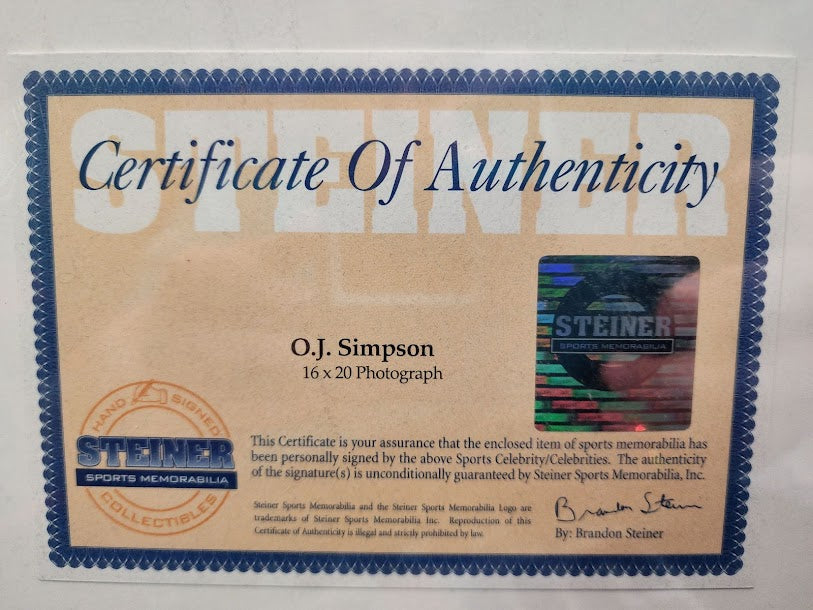 STEINER
Certificate Of Authenticity
STEINER
SPORTS MEMORABILIA
O.J. Simpson
16 x 20 Photograph
HAND SIGNED
STEINER
SPORTS MEMORABILIA
COLLECTIBLES
This Certificate is your assurance that the enclosed item of sports memorabilia has
been personally signed by the above Sports Celebrity/Celebrities. The authenticity
of the signature(s) is unconditionally guaranteed by Steiner Sports Memorabilia, Inc.
Steiner Sports Memorabilia and the Steiner Sports Memorabilia Logo are
trademarks of Steiner Sports Memorabilia Inc. Reproduction of this
Certificate of Authenticity is illegal and strictly prohibited by law.
Brandon Steiner
By: Brandon Steiner